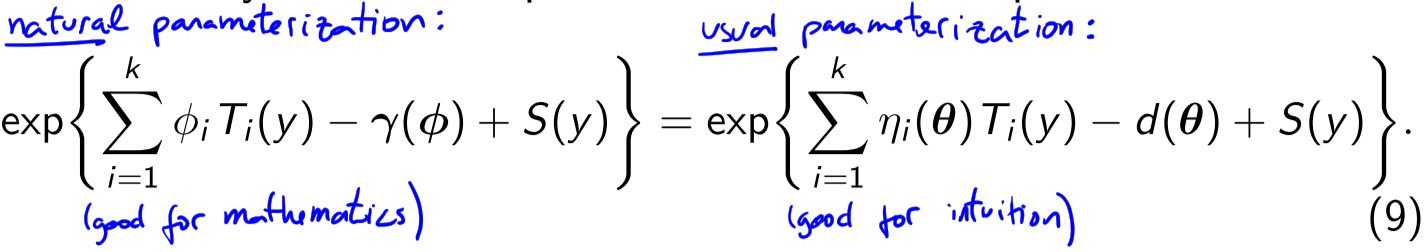 natural parameterization: usual parameterization:
exp{∑_{i=1}^{k} ϕ_i T_i(y) − γ(ϕ) + S(y)} = exp{∑_{i=1}^{k} η_i(θ) T_i(y) − d(θ) + S(y)}.
(good for mathematics) (good for intuition) (9)